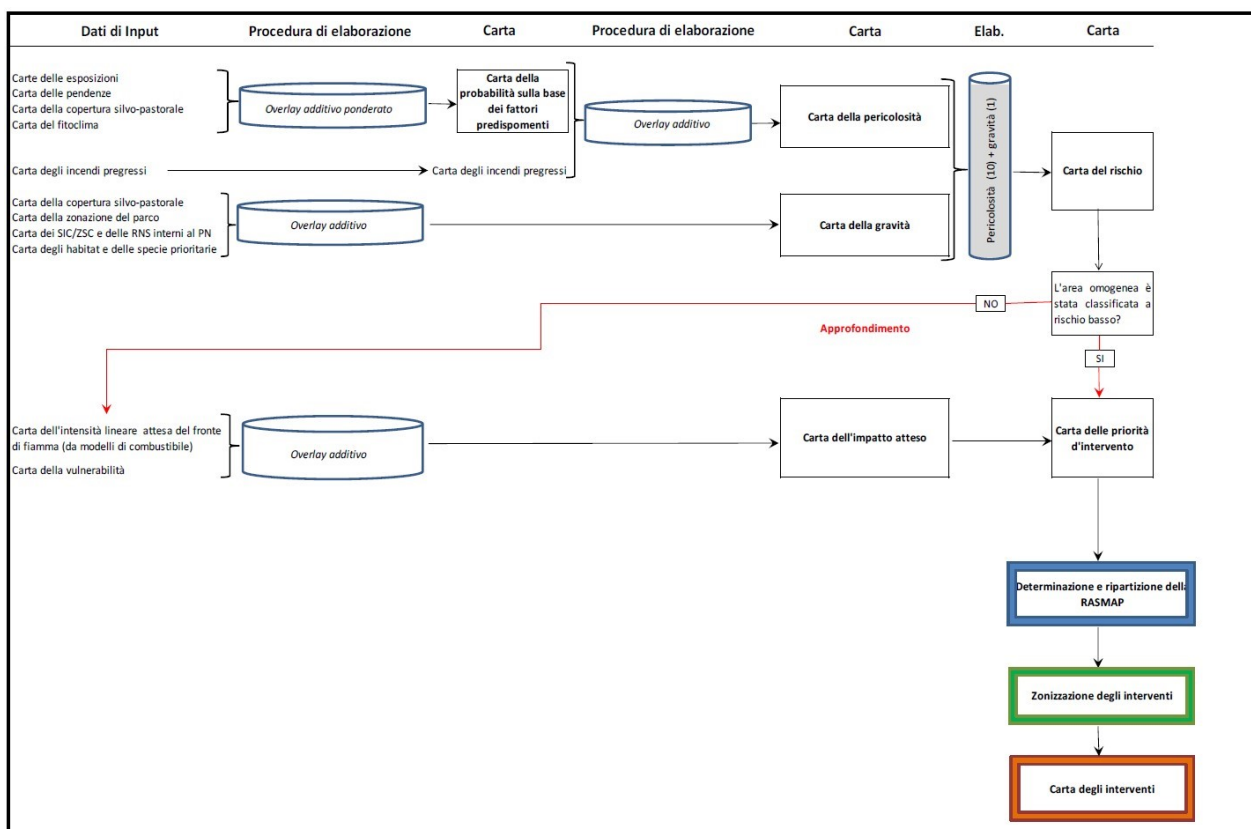 Dati di Input
Procedura di elaborazione
Carta
Procedura di elaborazione
Carta
Elab.
Carta
Carte delle esposizioni
Carta delle pendenze
Carta della copertura silvo-pastorale
Carta del fitoclima
Overlay additivo ponderato
Carta della
probabilità sulla base
dei fattori
predispomenti
Overlay additivo
Carta della pericolosità
Pericolosità (10) + gravità (1)
Carta del rischio
Carta degli incendi pregressi
Carta degli incendi pregressi
Carta della copertura silvo-pastorale
Carta della zonazione del parco
Carta dei SIC/ZSC e delle RNS interni al PN
Carta degli habitat e delle specie prioritarie
Overlay additivo
Carta della gravità
L'area omogenea è
stata classificata a
rischio basso?
NO
Approfondimento
SI
Carta dell'intensità lineare attesa del fronte
di fiamma (da modelli di combustibile)
Carta della vulnerabilità
Overlay additivo
Carta dell'impatto atteso
Carta delle priorità
d'intervento
Determinazione e ripartizione della
RASMAP
Zonizzazione degli interventi
Carta degli interventi